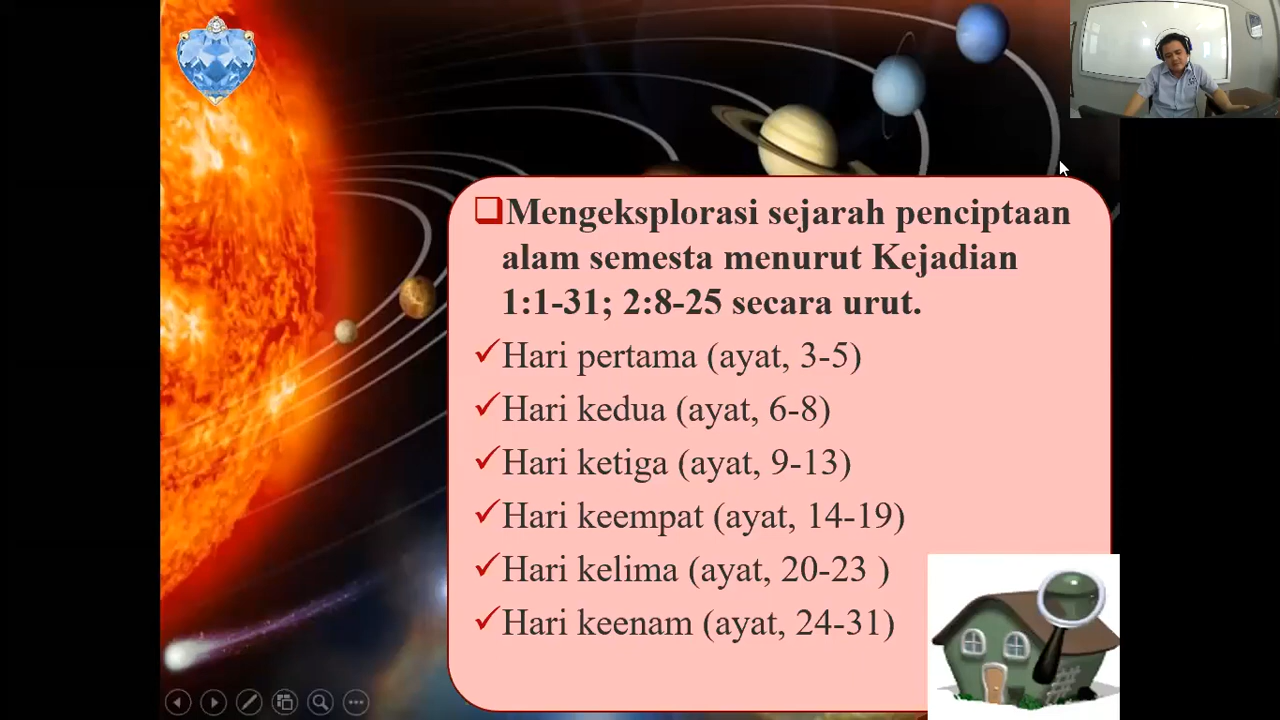 Mengeksplorasi sejarah penciptaan
alam semesta menurut Kejadian
1:1-31; 2:8-25 secara urut.
Hari pertama (ayat, 3-5)
Hari kedua (ayat, 6-8)
Hari ketiga (ayat, 9-13)
Hari keempat (ayat, 14-19)
Hari kelima (ayat, 20-23 )
Hari keenam (ayat, 24-31)